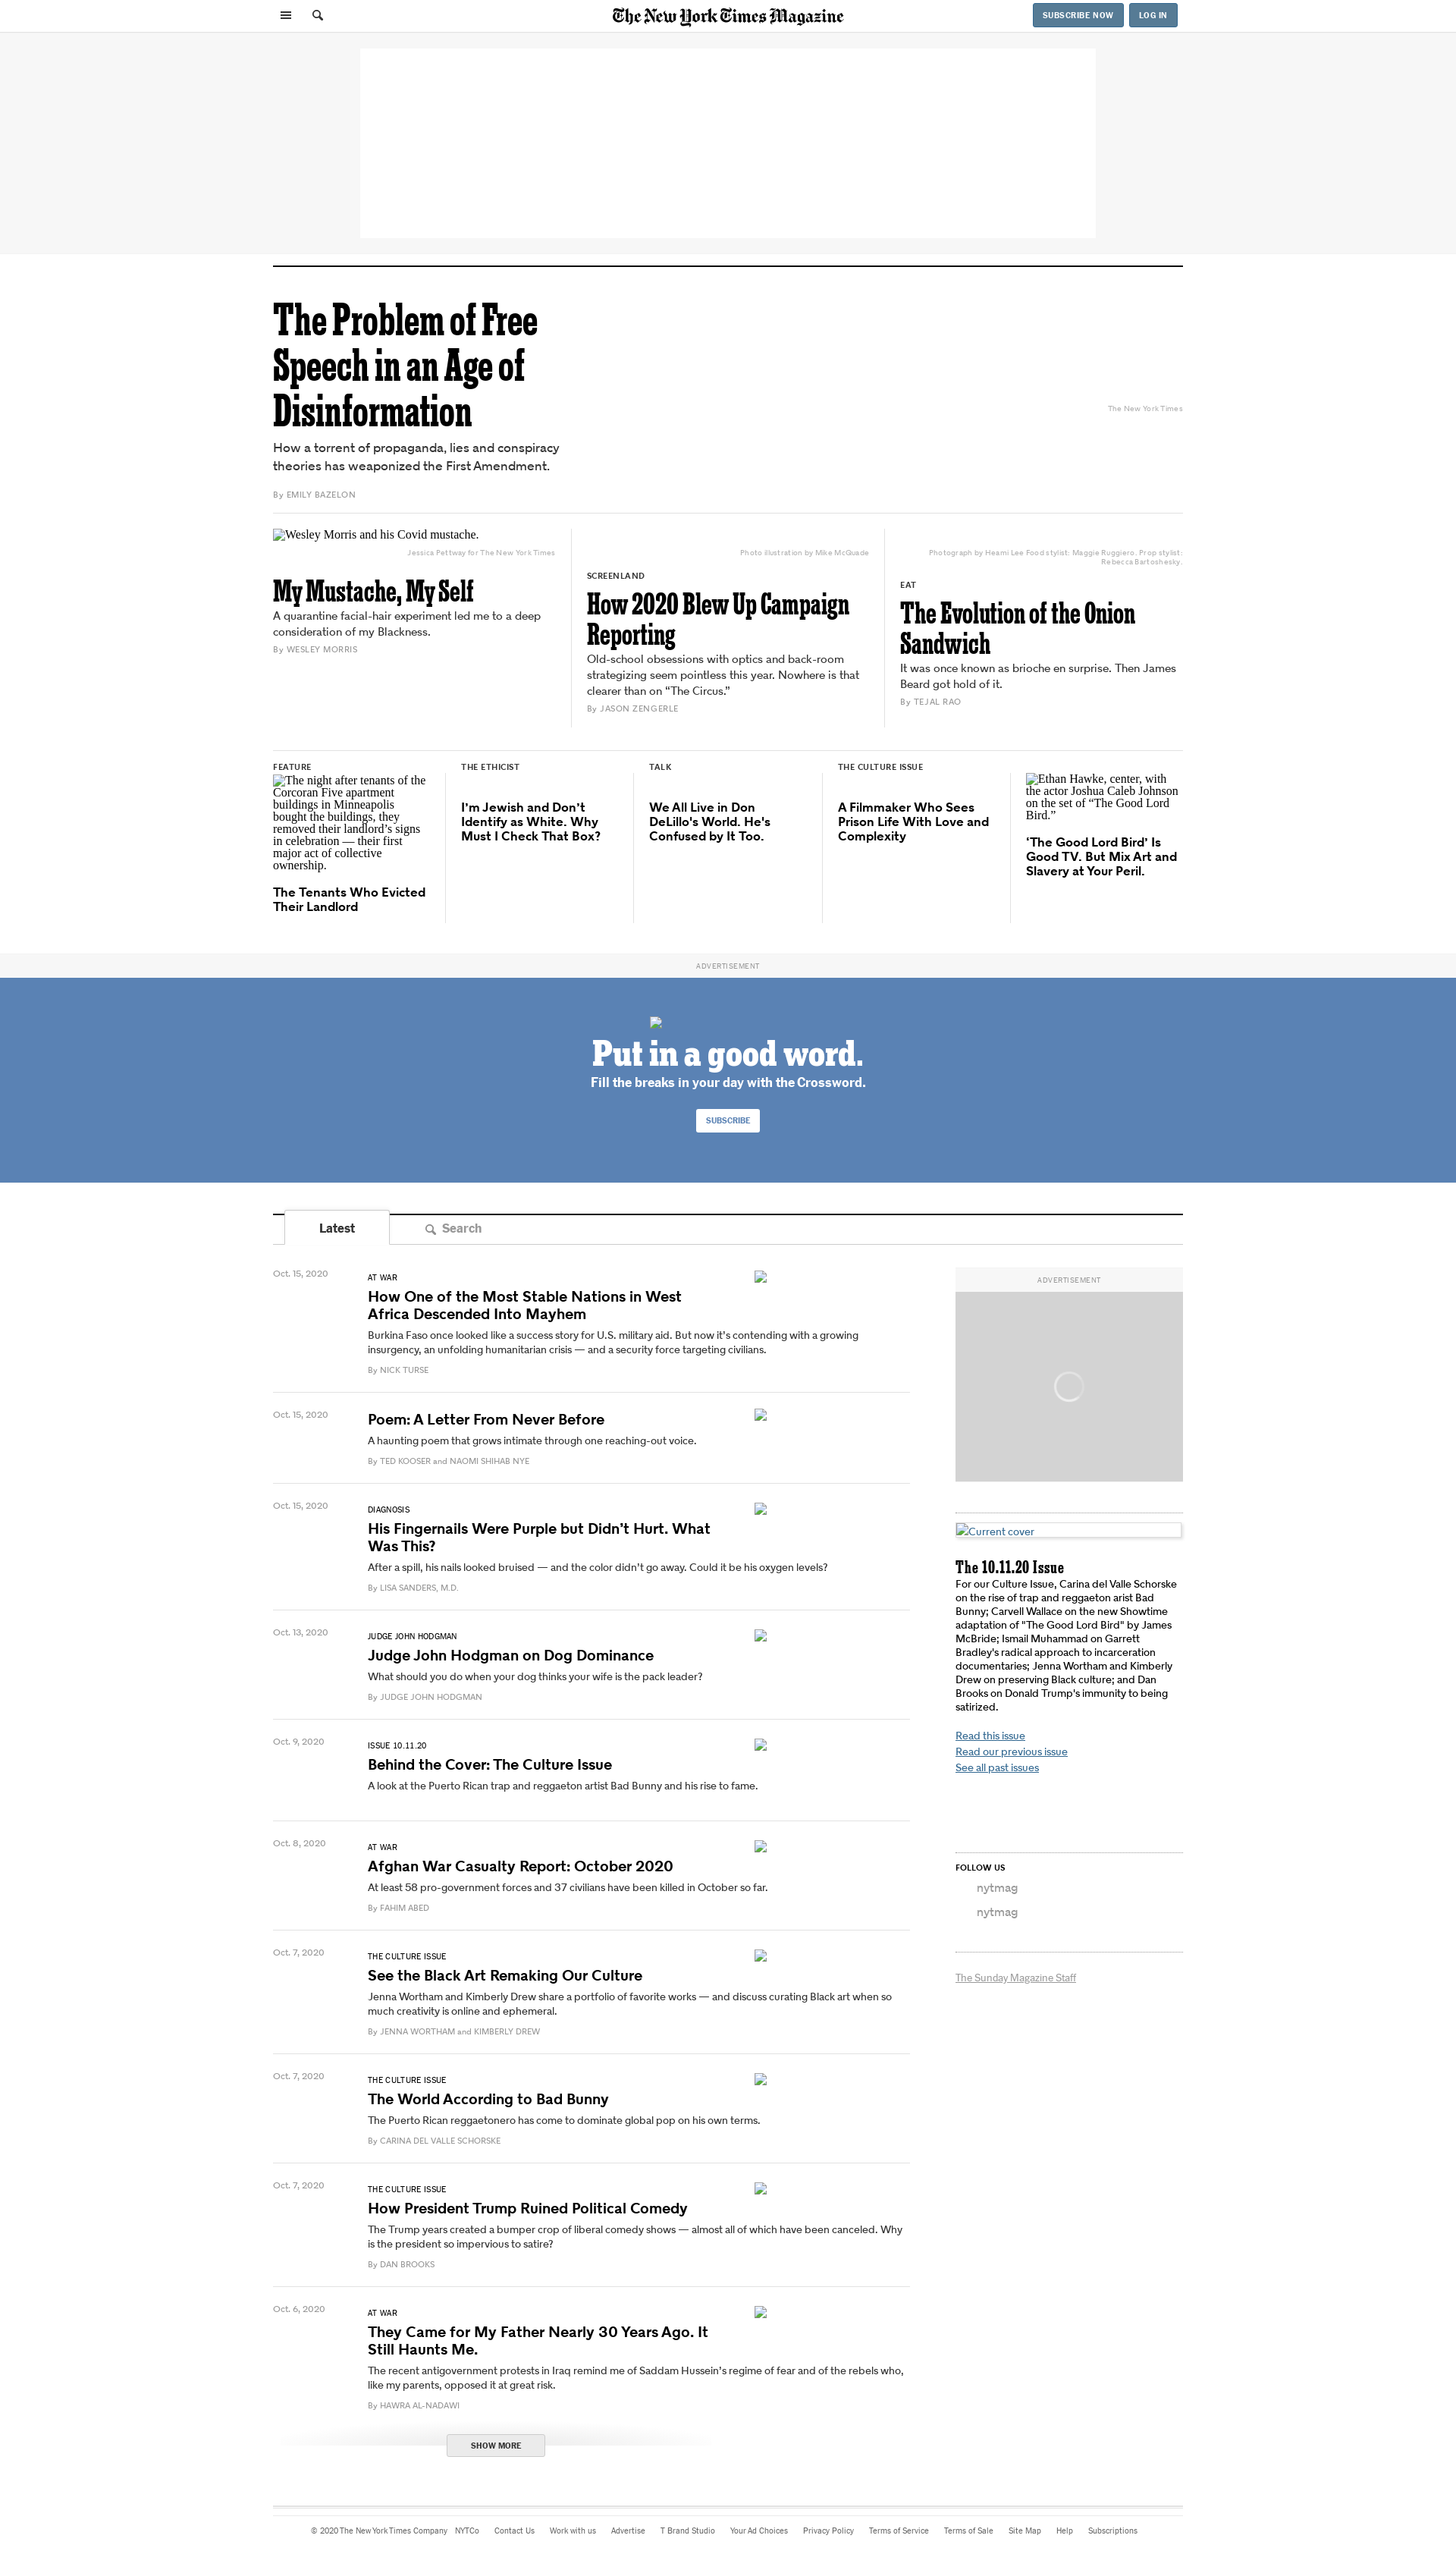 The New York Times Magazine
SUBSCRIBE NOW
LOG IN
The Problem of Free
Speech in an Age of
Disinformation
How a torrent of propaganda, lies and conspiracy
theories has weaponized the First Amendment.
By EMILY BAZELON
The New York Times
Wesley Morris and his Covid mustache.
Jessica Pettway for The New York Times
My Mustache, My Self
A quarantine facial-hair experiment led me to a deep
consideration of my Blackness.
By WESLEY MORRIS
Photo illustration by Mike McQuade
SCREENLAND
How 2020 Blew Up Campaign
Reporting
Old-school obsessions with optics and back-room
strategizing seem pointless this year. Nowhere is that
clearer than on “The Circus.”
By JASON ZENGERLE
Photograph by Heami Lee Food stylist: Maggie Ruggiero. Prop stylist:
Rebecca Bartoshesky.
EAT
The Evolution of the Onion
Sandwich
It was once known as brioche en surprise. Then James
Beard got hold of it.
By TEJAL RAO
FEATURE
The night after tenants of the
Corcoran Five apartment
buildings in Minneapolis
bought the buildings, they
removed their landlord’s signs
in celebration — their first
major act of collective
ownership.
The Tenants Who Evicted
Their Landlord
THE ETHICIST
I’m Jewish and Don’t
Identify as White. Why
Must I Check That Box?
TALK
We All Live in Don
DeLillo's World. He's
Confused by It Too.
THE CULTURE ISSUE
A Filmmaker Who Sees
Prison Life With Love and
Complexity
Ethan Hawke, center, with
the actor Joshua Caleb Johnson
on the set of “The Good Lord
Bird.”
‘The Good Lord Bird’ Is
Good TV. But Mix Art and
Slavery at Your Peril.
ADVERTISEMENT
Put in a good word.
Fill the breaks in your day with the Crossword.
SUBSCRIBE
Latest
Search
Oct. 15, 2020
AT WAR
How One of the Most Stable Nations in West
Africa Descended Into Mayhem
Burkina Faso once looked like a success story for U.S. military aid. But now it’s contending with a growing
insurgency, an unfolding humanitarian crisis — and a security force targeting civilians.
By NICK TURSE
Oct. 15, 2020
Poem: A Letter From Never Before
A haunting poem that grows intimate through one reaching-out voice.
By TED KOOSER and NAOMI SHIHAB NYE
Oct. 15, 2020
DIAGNOSIS
His Fingernails Were Purple but Didn’t Hurt. What
Was This?
After a spill, his nails looked bruised — and the color didn’t go away. Could it be his oxygen levels?
By LISA SANDERS, M.D.
Oct. 13, 2020
JUDGE JOHN HODGMAN
Judge John Hodgman on Dog Dominance
What should you do when your dog thinks your wife is the pack leader?
By JUDGE JOHN HODGMAN
Oct. 9, 2020
ISSUE 10.11.20
Behind the Cover: The Culture Issue
A look at the Puerto Rican trap and reggaeton artist Bad Bunny and his rise to fame.
Oct. 8, 2020
AT WAR
Afghan War Casualty Report: October 2020
At least 58 pro-government forces and 37 civilians have been killed in October so far.
By FAHIM ABED
Oct. 7, 2020
THE CULTURE ISSUE
See the Black Art Remaking Our Culture
Jenna Wortham and Kimberly Drew share a portfolio of favorite works — and discuss curating Black art when so
much creativity is online and ephemeral.
By JENNA WORTHAM and KIMBERLY DREW
Oct. 7, 2020
THE CULTURE ISSUE
The World According to Bad Bunny
The Puerto Rican reggaetonero has come to dominate global pop on his own terms.
By CARINA DEL VALLE SCHORSKE
Oct. 7, 2020
THE CULTURE ISSUE
How President Trump Ruined Political Comedy
The Trump years created a bumper crop of liberal comedy shows — almost all of which have been canceled. Why
is the president so impervious to satire?
By DAN BROOKS
Oct. 6, 2020
AT WAR
They Came for My Father Nearly 30 Years Ago. It
Still Haunts Me.
The recent antigovernment protests in Iraq remind me of Saddam Hussein’s regime of fear and of the rebels who,
like my parents, opposed it at great risk.
By HAWRA AL-NADAWI
SHOW MORE
ADVERTISEMENT
Current cover
The 10.11.20 Issue
For our Culture Issue, Carina del Valle Schorske
on the rise of trap and reggaeton arist Bad
Bunny; Carvell Wallace on the new Showtime
adaptation of "The Good Lord Bird" by James
McBride; Ismail Muhammad on Garrett
Bradley's radical approach to incarceration
documentaries; Jenna Wortham and Kimberly
Drew on preserving Black culture; and Dan
Brooks on Donald Trump's immunity to being
satirized.
Read this issue
Read our previous issue
See all past issues
FOLLOW US
nytmag
nytmag
The Sunday Magazine Staff
© 2020 The New York Times Company NYTCo Contact Us Work with us Advertise T Brand Studio Your Ad Choices Privacy Policy Terms of Service Terms of Sale Site Map Help Subscriptions